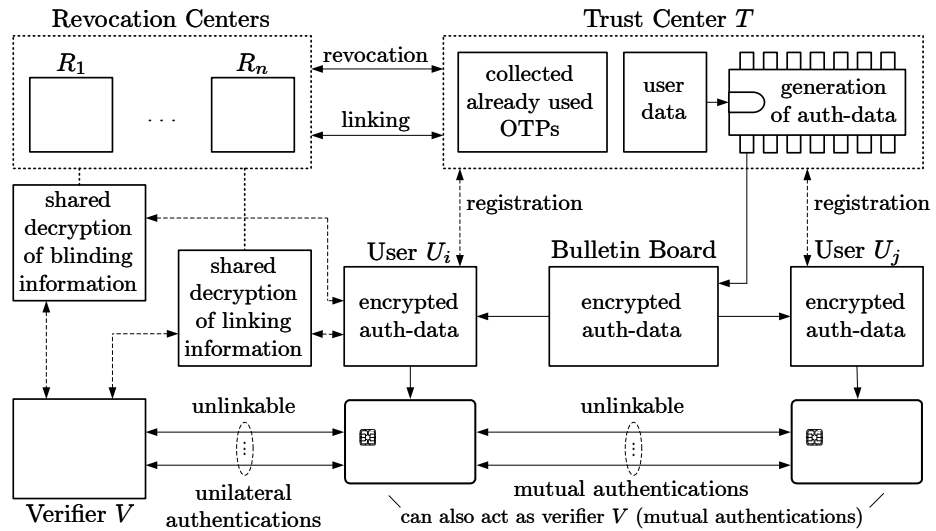 Revocation Centers
Trust Center T
R1
Rn
. . .
revocation
linking
collected
already used
OTPs
user
data
generation
of auth-data
shared
decryption
of blinding
information
registration
registration
shared
decryption
of linking
information
User Ui
encrypted
auth-data
Bulletin Board
encrypted
auth-data
User Uj
encrypted
auth-data
unlinkable
unlinkable
unilateral
authentications
mutual authentications
Verifier V
can also act as verifier V (mutual authentications)